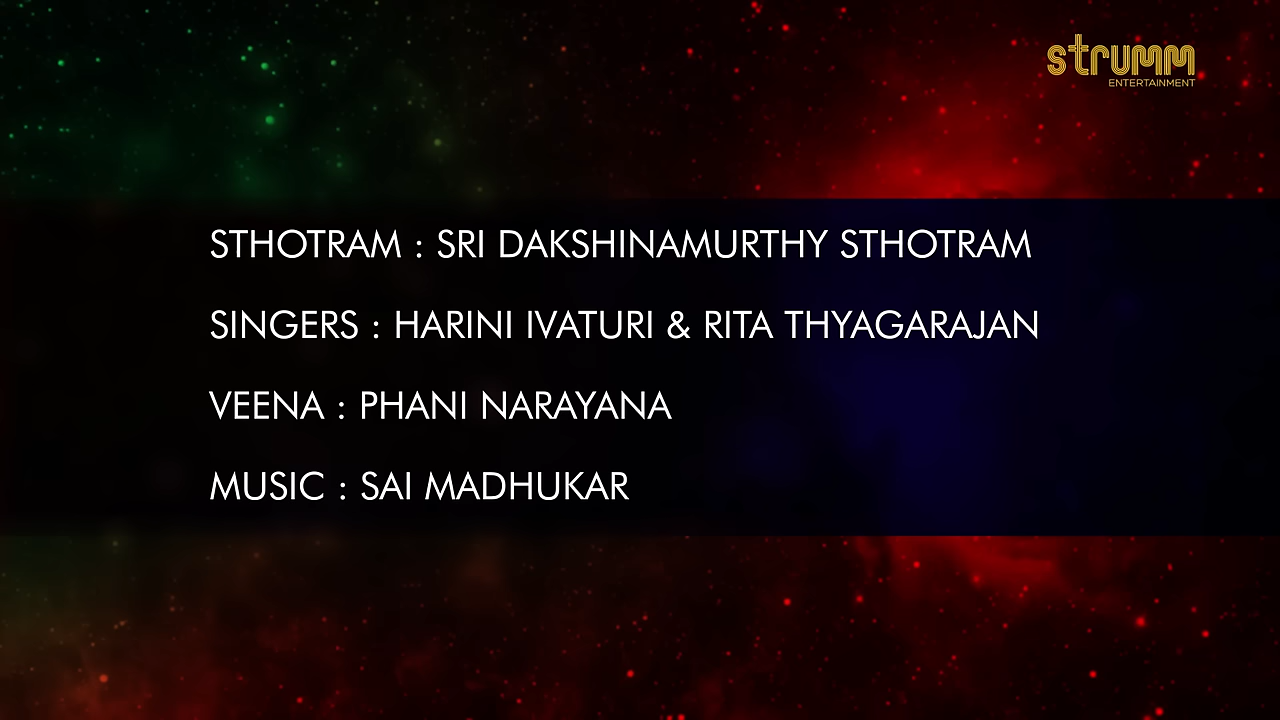 strumm
ENTERTAINMENT
STHOTRAM : SRI DAKSHINAMURTHY STHOTRAM
SINGERS : HARINI IVATURI & RITA THYAGARAJAN
VEENA : PHANI NARAYANA
MUSIC : SAI MADHUKAR